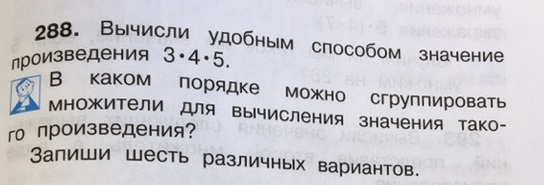 288. Вычисли удобным способом значение
произведения 3·4·5.
В каком порядке можно сгруппировать
множители для вычисления значения тако-
го произведения?
Запиши шесть различных вариантов.